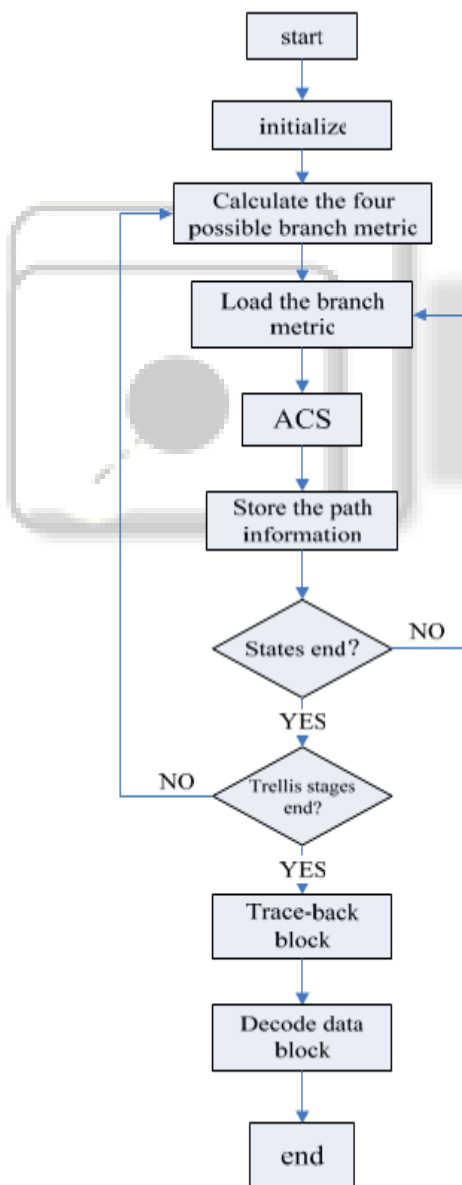 start
initialize
Calculate the four
possible branch metric
Load the branch
metric
ACS
Store the path
information
States end?
NO
YES
NO
Trellis stages
end?
YES
Trace-back
block
Decode data
block
end